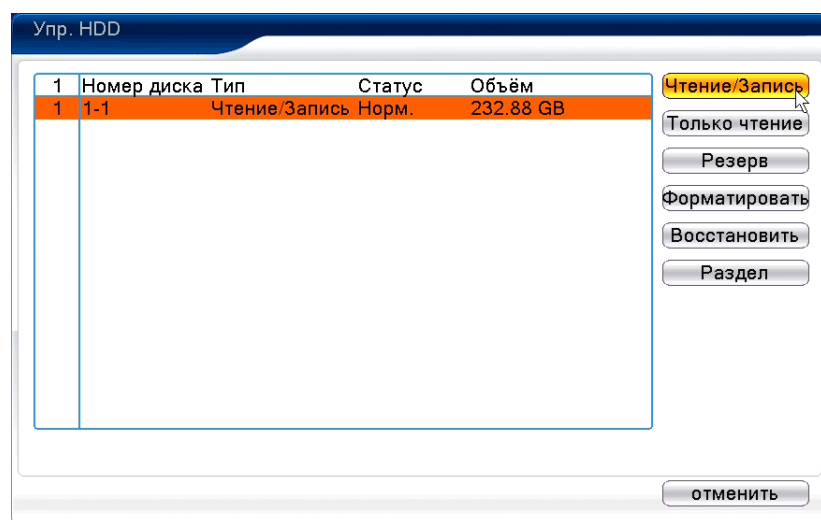 Упр. HDD
1 Номер диска Тип Статус Объём
1 1-1 Чтение/Запись Норм. 232.88 GB
Чтение/Запись
Только чтение
Резерв
Форматировать
Восстановить
Раздел
отменить